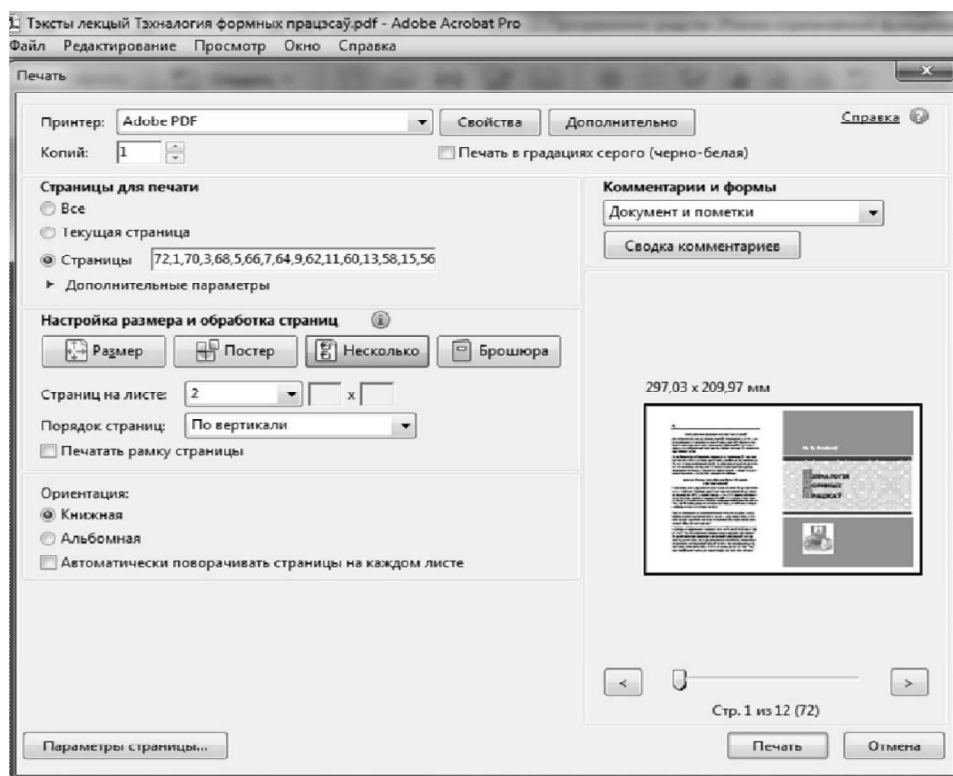 Тэксты лекцый Тэхналогия формных працэсаў.pdf - Adobe Acrobat Pro
Файл Редактирование Просмотр Окно Справка
Печать
Принтер: Adobe PDF Свойства Дополнительно Справка
Копий: 1 Печать в градациях серого (черно-белая)
Страницы для печати
Все
Текущая страница
Страницы 72,1,70,3,68,5,66,7,64,9,62,11,60,13,58,15,56
Дополнительные параметры
Комментарии и формы
Документ и пометки
Сводка комментариев
Настройка размера и обработка страниц
Размер Постер Несколько Брошюра
Страниц на листе: 2 x
Порядок страниц: По вертикали
Печатать рамку страницы
Ориентация:
Книжная
Альбомная
Автоматически поворачивать страницы на каждом листе
297,03 x 209,97 мм
< >
Стр. 1 из 12 (72)
Параметры страницы... Печать Отмена